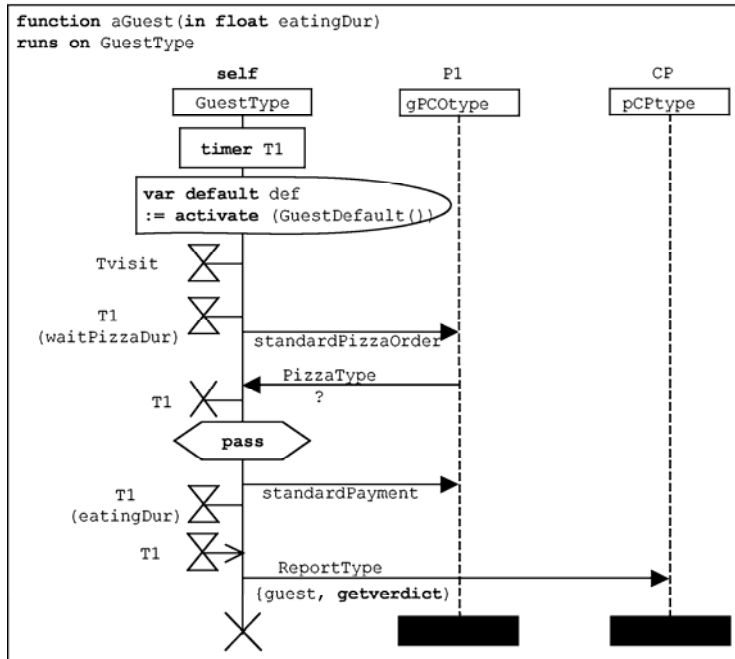 function aGuest(in float eatingDur)
runs on GuestType
self P1 CP
GuestType gPCOtype pCPtype
timer T1
var default def
:= activate (GuestDefault())
Tvisit
T1
(waitPizzaDur)
standardPizzaOrder
PizzaType
?
T1
pass
T1
(eatingDur)
standardPayment
T1
ReportType
{guest, getverdict}